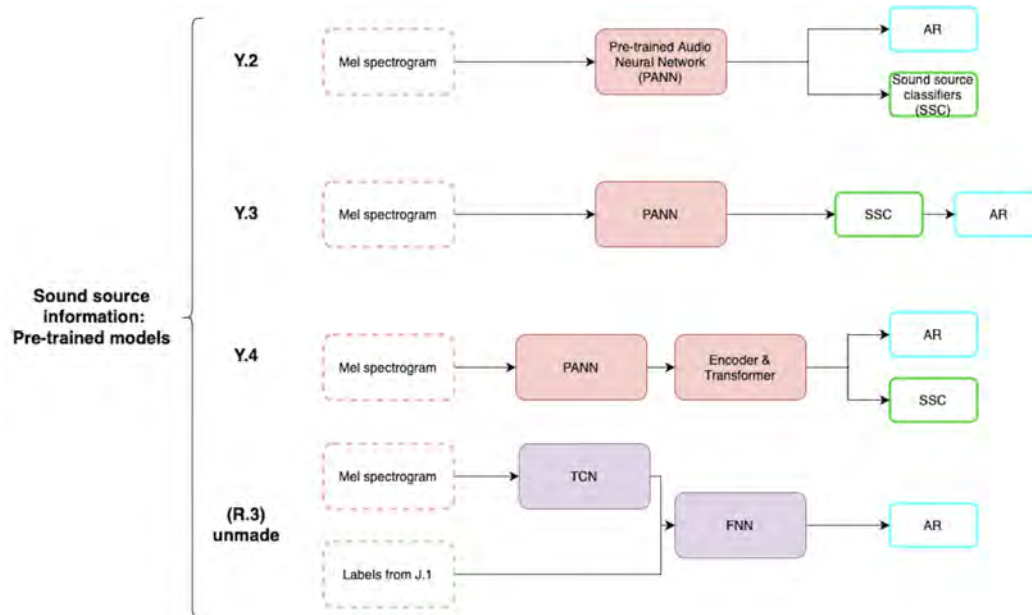 Sound source
information:
Pre-trained models
Y.2
Mel spectrogram
Pre-trained Audio
Neural Network
(PANN)
AR
Sound source
classifiers
(SSC)
Y.3
Mel spectrogram
PANN
SSC
AR
Y.4
Mel spectrogram
PANN
Encoder &
Transformer
AR
SSC
(R.3)
unmade
Mel spectrogram
TCN
FNN
AR
Labels from J.1